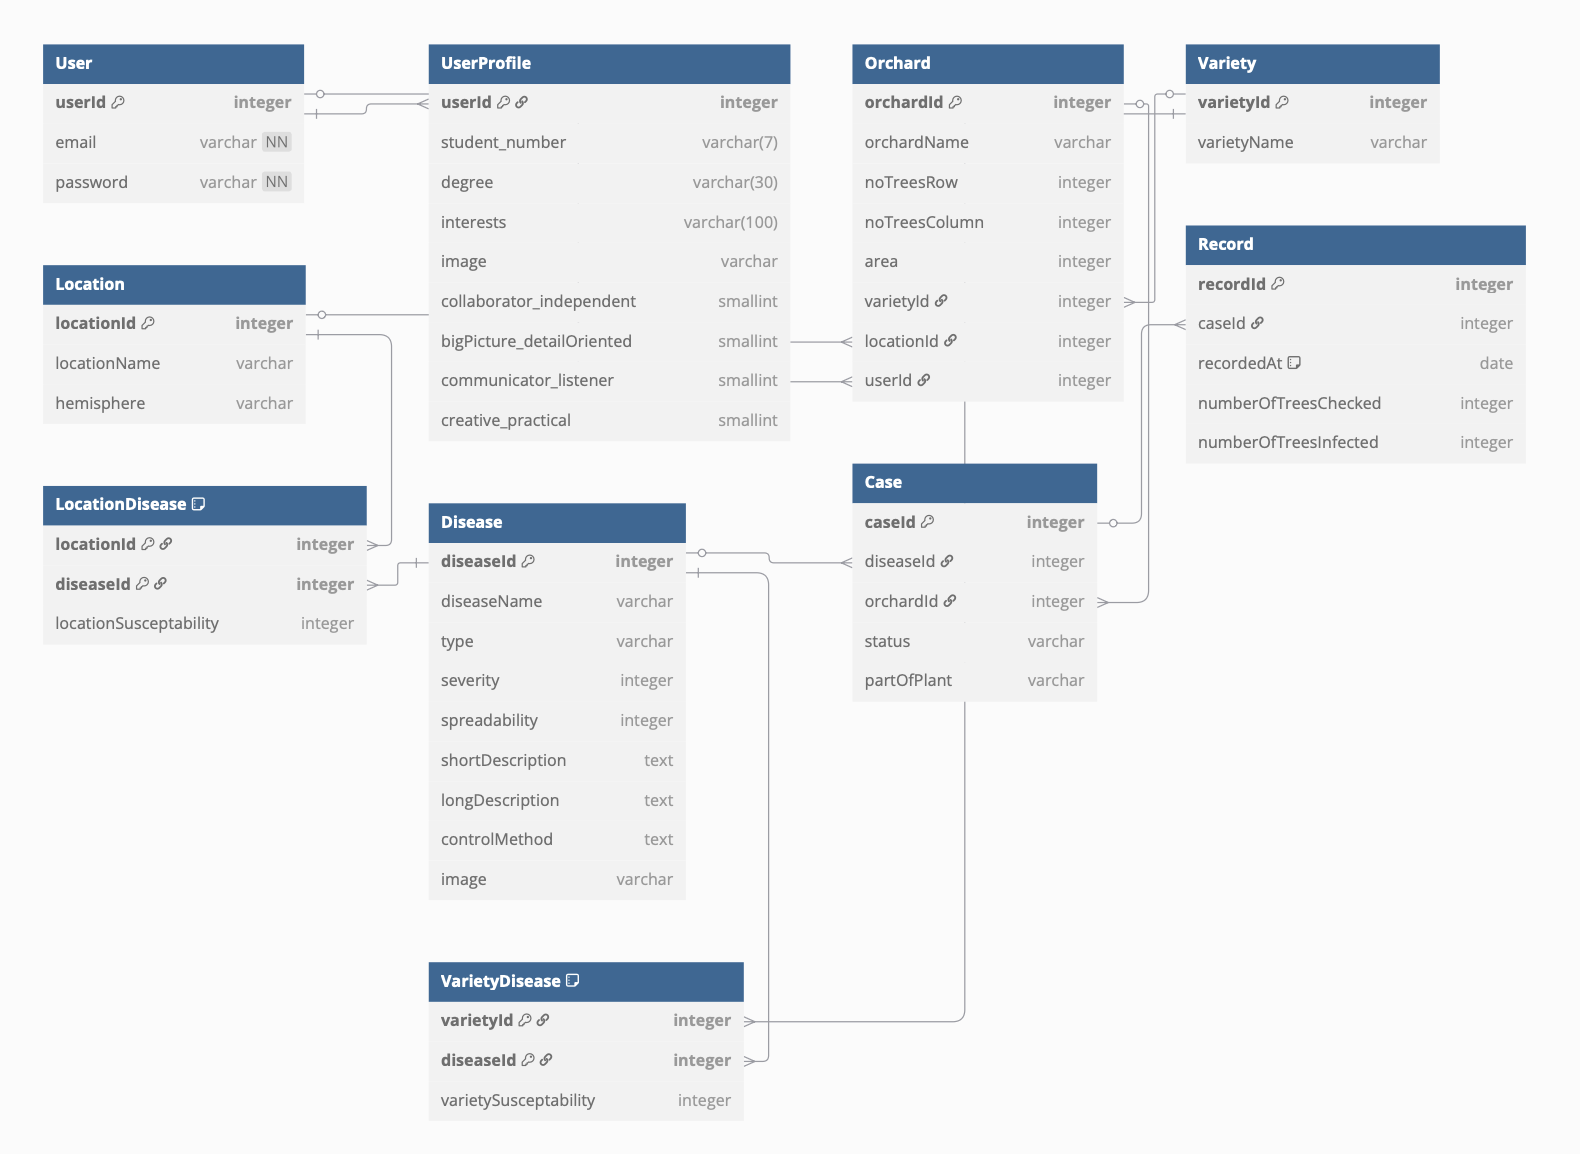 User
userId integer
email varchar NN
password varchar NN
UserProfile
userId integer
student_number varchar(7)
degree varchar(30)
interests varchar(100)
image varchar
collaborator_independent smallint
bigPicture_detailOriented smallint
communicator_listener smallint
creative_practical smallint
Orchard
orchardId integer
orchardName varchar
noTreesRow integer
noTreesColumn integer
area integer
varietyId integer
locationId integer
userId integer
Variety
varietyId integer
varietyName varchar
Record
recordId integer
caseId integer
recordedAt date
numberOfTreesChecked integer
numberOfTreesInfected integer
Location
locationId integer
locationName varchar
hemisphere varchar
LocationDisease
locationId integer
diseaseId integer
locationSusceptability integer
Disease
diseaseId integer
diseaseName varchar
type varchar
severity integer
spreadability integer
shortDescription text
longDescription text
controlMethod text
image varchar
Case
caseId integer
diseaseId integer
orchardId integer
status varchar
partOfPlant varchar
VarietyDisease
varietyId integer
diseaseId integer
varietySusceptability integer